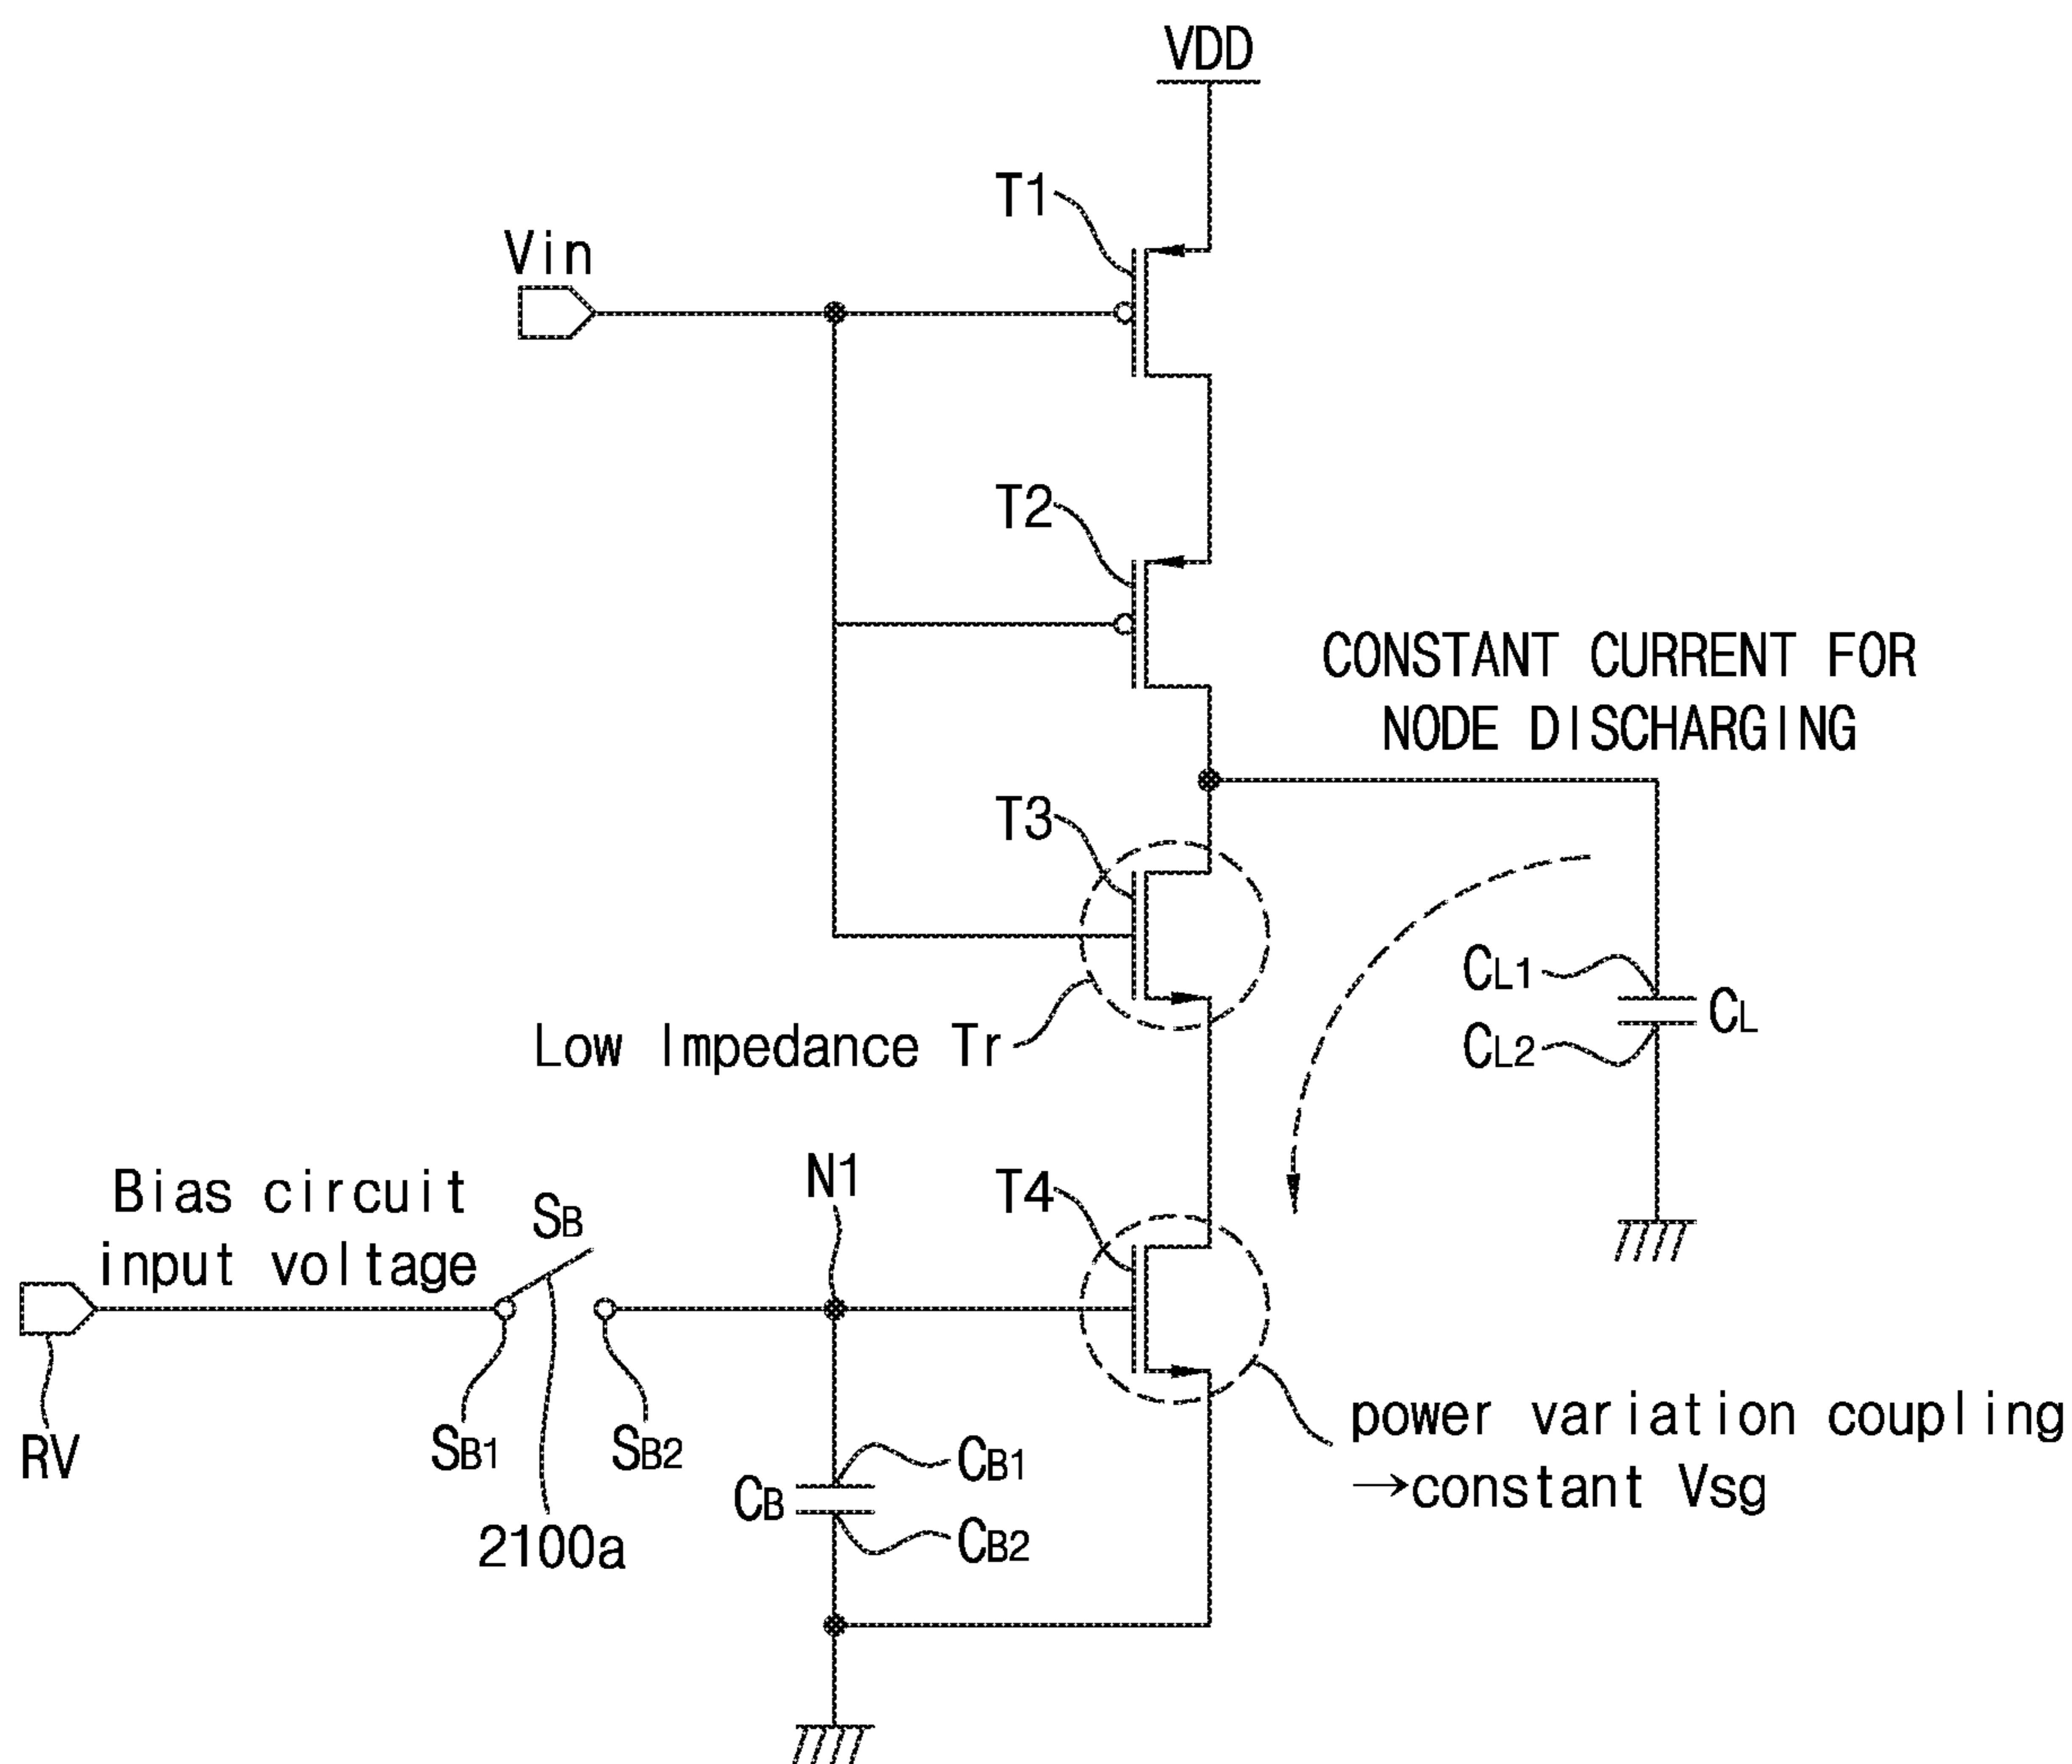 VDD
T1
Vin
T2
CONSTANT CURRENT FOR
NODE DISCHARGING
T3
CL1
CL
CL2
Low Impedance Tr
Bias circuit
input voltage
SB
N1
T4
RV
SB1
SB2
CB1
CB
CB2
2100a
power variation coupling
→constant Vsg